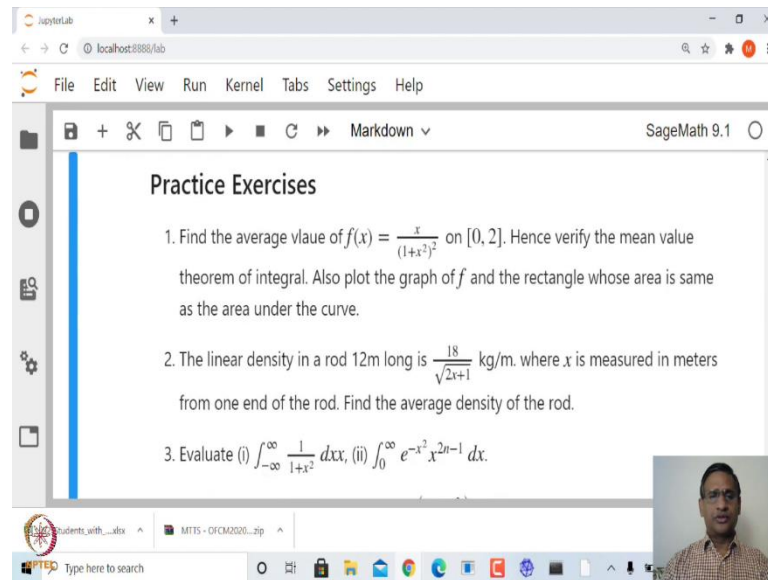 JupyterLab × +
localhost:8888/lab
M
File Edit View Run Kernel Tabs Settings Help
Markdown SageMath 9.1
Practice Exercises
1. Find the average vlaue of f(x) = x/(1+x²)² on [0, 2]. Hence verify the mean value
theorem of integral. Also plot the graph of f and the rectangle whose area is same
as the area under the curve.
2. The linear density in a rod 12m long is 18/√(2x+1) kg/m. where x is measured in meters
from one end of the rod. Find the average density of the rod.
3. Evaluate (i) ∫_{-∞}^{∞} 1/(1+x²) dxx, (ii) ∫_0^∞ e^{-x²} x^{2n-1} dx.
Students_with_...xlsx MTTS - OFCM2020...zip
NPTEL
Type here to search